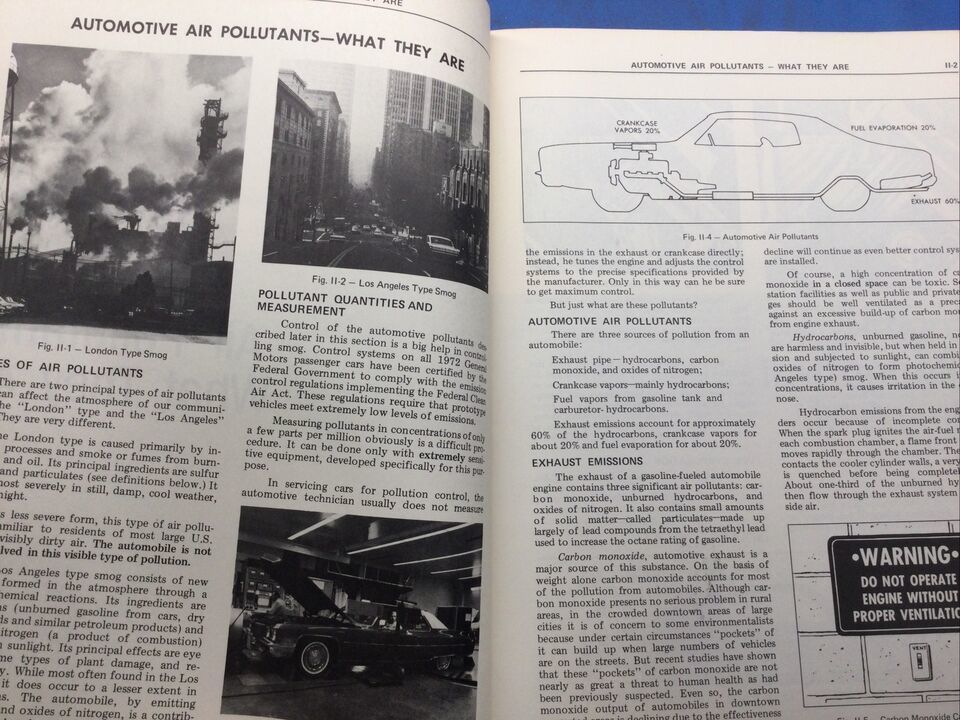 EY ARE
AUTOMOTIVE AIR POLLUTANTS—WHAT THEY ARE
Fig. II-1 — London Type Smog
ES OF AIR POLLUTANTS
There are two principal types of air pollutants
can affect the atmosphere of our communi-
he "London" type and the "Los Angeles"
They are very different.
he London type is caused primarily by in-
processes and smoke or fumes from burn-
and oil. Its principal ingredients are sulfur
and particulates (see definitions below.) It
most severely in still, damp, cool weather,
night.
s less severe form, this type of air pollu-
amiliar to residents of most large U.S.
visibly dirty air. The automobile is not
olved in this visible type of pollution.
os Angeles type smog consists of new
formed in the atmosphere through a
hemical reactions. Its ingredients are
s (unburned gasoline from cars, dry
ds and similar petroleum products) and
nitrogen (a product of combustion)
n sunlight. Its principal effects are eye
me types of plant damage, and re-
y. While most often found in the Los
it does occur to a lesser extent in
s. The automobile, by emitting
nd oxides of nitrogen, is a contrib-
Fig. II-2 — Los Angeles Type Smog
POLLUTANT QUANTITIES AND
MEASUREMENT
Control of the automotive pollutants des-
cribed later in this section is a big help in control-
ling smog. Control systems on all 1972 General
Motors passenger cars have been certified by the
Federal Government to comply with the emission
control regulations implementing the Federal Clean
Air Act. These regulations require that prototype
vehicles meet extremely low levels of emissions.
Measuring pollutants in concentrations of only
a few parts per million obviously is a difficult pro-
cedure. It can be done only with extremely sensi-
tive equipment, developed specifically for this pur-
pose.
In servicing cars for pollution control, the
automotive technician usually does not measure
AUTOMOTIVE AIR POLLUTANTS — WHAT THEY ARE
II-2
CRANKCASE
VAPORS 20%
FUEL EVAPORATION 20%
EXHAUST 60%
Fig. II-4 — Automotive Air Pollutants
the emissions in the exhaust or crankcase directly;
instead, he tunes the engine and adjusts the control
systems to the precise specifications provided by
the manufacturer. Only in this way can he be sure
to get maximum control.
But just what are these pollutants?
AUTOMOTIVE AIR POLLUTANTS
There are three sources of pollution from an
automobile:
Exhaust pipe—hydrocarbons, carbon
monoxide, and oxides of nitrogen;
Crankcase vapors—mainly hydrocarbons;
Fuel vapors from gasoline tank and
carburetor- hydrocarbons.
Exhaust emissions account for approximately
60% of the hydrocarbons, crankcase vapors for
about 20% and fuel evaporation for about 20%.
EXHAUST EMISSIONS
The exhaust of a gasoline-fueled automobile
engine contains three significant air pollutants: car-
bon monoxide, unburned hydrocarbons, and
oxides of nitrogen. It also contains small amounts
of solid matter—called particulates—made up
largely of lead compounds from the tetraethyl lead
used to increase the octane rating of gasoline.
Carbon monoxide, automotive exhaust is a
major source of this substance. On the basis of
weight alone carbon monoxide accounts for most
of the pollution from automobiles. Although car-
bon monoxide presents no serious problem in rural
areas, in the crowded downtown areas of large
cities it is of concern to some environmentalists
because under certain circumstances "pockets" of
it can build up when large numbers of vehicles
are on the streets. But recent studies have shown
that these "pockets" of carbon monoxide are not
nearly as great a threat to human health as had
been previously suspected. Even so, the carbon
monoxide output of automobiles in downtown
areas is declining due to the effectiveness
decline will continue as even better control sys
are installed.
Of course, a high concentration of ca
monoxide in a closed space can be toxic. Se
station facilities as well as public and private
ges should be well ventilated as a preca
against an excessive build-up of carbon mon
from engine exhaust.
Hydrocarbons, unburned gasoline, no
are harmless and invisible, but when held in
sion and subjected to sunlight, can combi
oxides of nitrogen to form photochemic
Angeles type) smog. When this occurs i
concentrations, it causes irritation in the
nose.
Hydrocarbon emissions from the eng
ders occur because of incomplete co
When the spark plug ignites the air-fuel r
each combustion chamber, a flame front
moves rapidly through the chamber. The
contacts the cooler cylinder walls, a very
is quenched before being complete
About one-third of the unburned hy
then flow through the exhaust system
side air.
•WARNING•
DO NOT OPERATE
ENGINE WITHOUT
PROPER VENTILATIO
VENT
Carbon Monoxide C